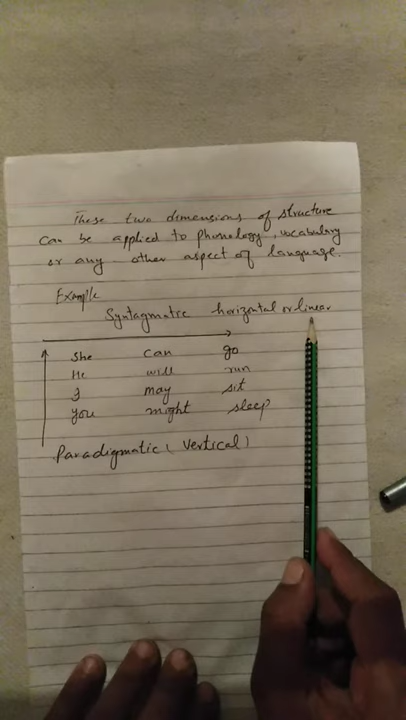 These two dimensions of structure
can be applied to phonology, vocabulary
or any other aspect of language.
Example
Syntagmatic horizontal or linear
She can go
He will run
I may sit
you might sleep
Paradigmatic ( Vertical )